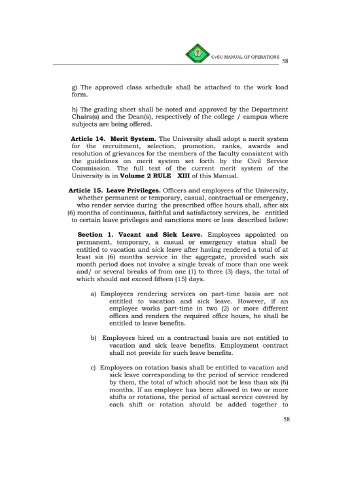 CvSU MANUAL OF OPERATIONS
58
g) The approved class schedule shall be attached to the work load
form.
h) The grading sheet shall be noted and approved by the Department
Chairs(s) and the Dean(s), respectively of the college / campus where
subjects are being offered.
Article 14. Merit System. The University shall adopt a merit system
for the recruitment, selection, promotion, ranks, awards and
resolution of grievances for the members of the faculty consistent with
the guidelines on merit system set forth by the Civil Service
Commission. The full text of the current merit system of the
University is in Volume 2 RULE XIII of this Manual.
Article 15. Leave Privileges. Officers and employees of the University,
whether permanent or temporary, casual, contractual or emergency,
who render service during the prescribed office hours shall, after six
(6) months of continuous, faithful and satisfactory services, be entitled
to certain leave privileges and sanctions more or less described below:
Section 1. Vacant and Sick Leave. Employees appointed on
permanent, temporary, a casual or emergency status shall be
entitled to vacation and sick leave after having rendered a total of at
least six (6) months service in the aggregate, provided such six
month period does not involve a single break of more than one week
and/ or several breaks of from one (1) to three (3) days, the total of
which should not exceed fifteen (15) days.
a) Employees rendering services on part-time basis are not
entitled to vacation and sick leave. However, if an
employee works part-time in two (2) or more different
offices and renders the required office hours, he shall be
entitled to leave benefits.
b) Employees hired on a contractual basis are not entitled to
vacation and sick leave benefits. Employment contract
shall not provide for such leave benefits.
c) Employees on rotation basis shall be entitled to vacation and
sick leave corresponding to the period of service rendered
by them, the total of which should not be less than six (6)
months. If an employee has been allowed in two or more
shifts or rotations, the period of actual service covered by
each shift or rotation should be added together to
58